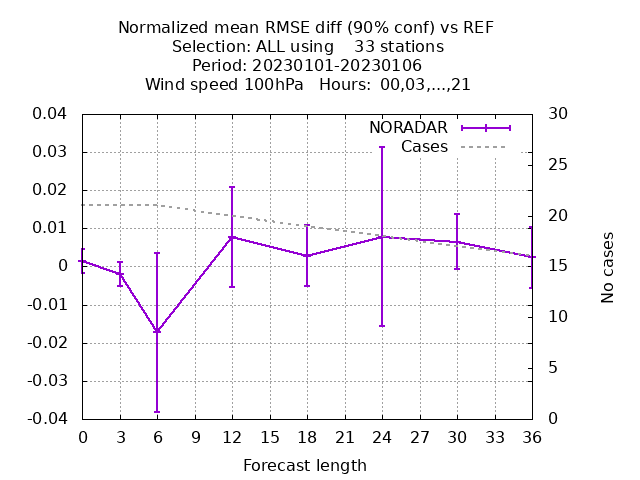 Normalized mean RMSE diff (90% conf) vs REF
Selection: ALL using    33 stations
Period: 20230101-20230106
Wind speed 100hPa   Hours:  00,03,...,21
NORADAR
Cases
0.04
0.03
0.02
0.01
0
-0.01
-0.02
-0.03
-0.04
30
25
20
15
10
5
0
No cases
0 3 6 9 12 15 18 21 24 27 30 33 36
Forecast length